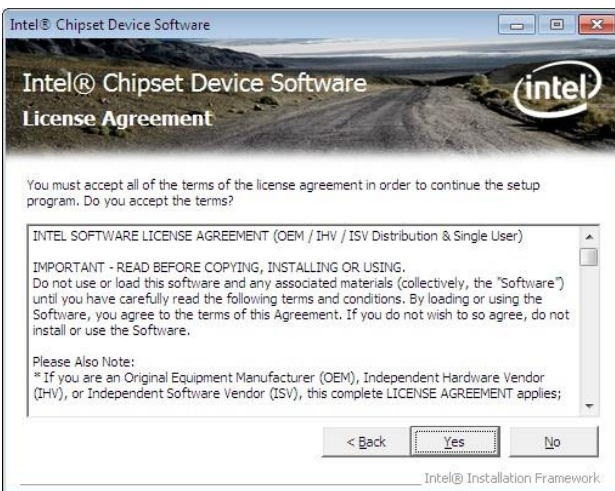 Intel® Chipset Device Software
Intel® Chipset Device Software
intel
License Agreement
You must accept all of the terms of the license agreement in order to continue the setup
program. Do you accept the terms?
INTEL SOFTWARE LICENSE AGREEMENT (OEM / IHV / ISV Distribution & Single User)
IMPORTANT - READ BEFORE COPYING, INSTALLING OR USING.
Do not use or load this software and any associated materials (collectively, the "Software")
until you have carefully read the following terms and conditions. By loading or using the
Software, you agree to the terms of this Agreement. If you do not wish to so agree, do not
install or use the Software.
Please Also Note:
* If you are an Original Equipment Manufacturer (OEM), Independent Hardware Vendor
(IHV), or Independent Software Vendor (ISV), this complete LICENSE AGREEMENT applies;
< Back Yes No
Intel® Installation Framework